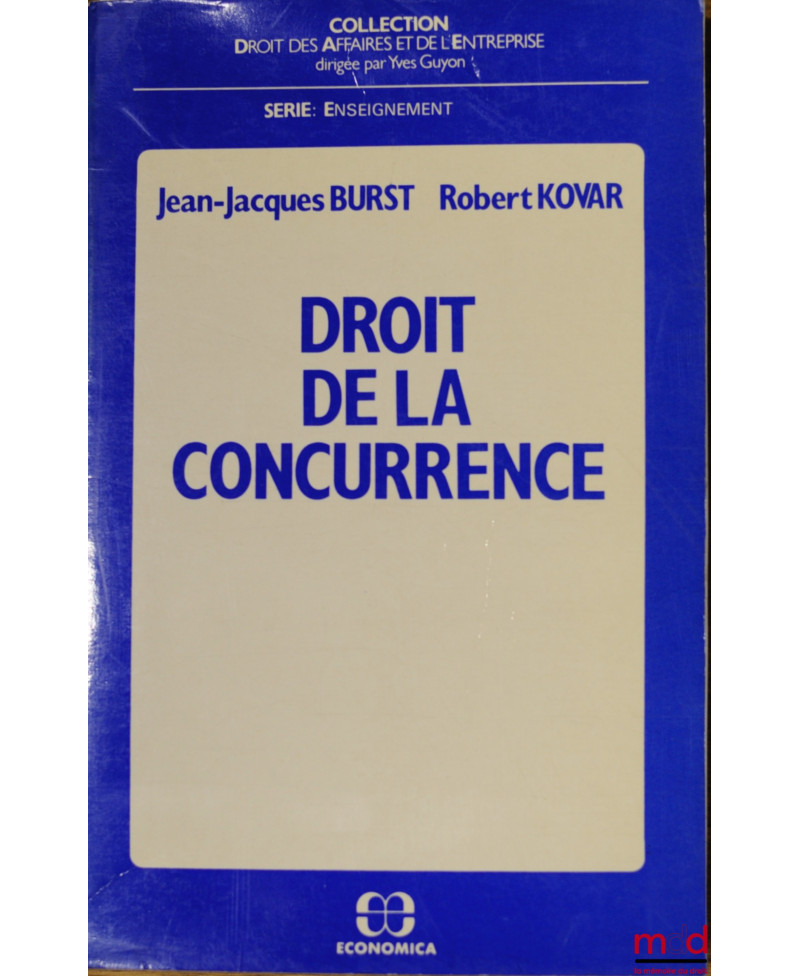 COLLECTION
DROIT DES AFFAIRES ET DE L'ENTREPRISE
dirigée par Yves Guyon
SERIE: ENSEIGNEMENT
Jean-Jacques BURST Robert KOVAR
DROIT
DE LA
CONCURRENCE
ECONOMICA